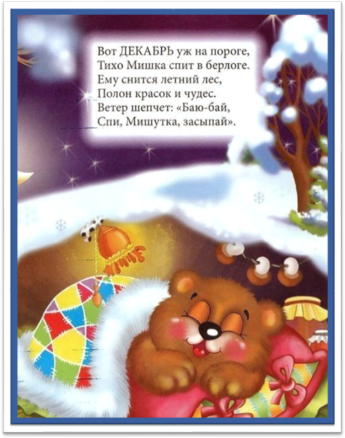 Вот ДЕКАБРЬ уж на пороге,
Тихо Мишка спит в берлоге.
Ему снится летний лес,
Полон красок и чудес.
Ветер шепчет: «Баю-бай,
Спи, Мишутка, засыпай».